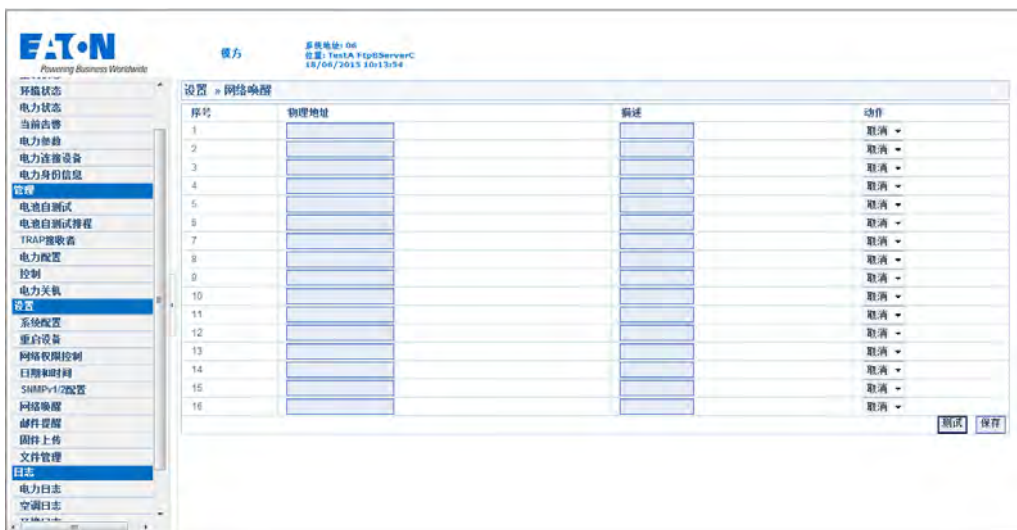 EATON
Powering Business Worldwide
模方
系统地址: 06
位置: TestA FtpBServerC
18/06/2015 10:13:54
环境状态
电力状态
当前告警
电力参数
电力连接设备
电力身份信息
管理
电池自测试
电池自测试排程
TRAP接收者
电力配置
控制
电力关机
设置
系统配置
重启设备
网络权限控制
日期和时间
SNMPv1/2配置
网络唤醒
邮件提醒
固件上传
文件管理
日志
电力日志
空调日志
设置 » 网络唤醒
序号 物理地址 描述 动作
1 取消
2 取消
3 取消
4 取消
5 取消
6 取消
7 取消
8 取消
9 取消
10 取消
11 取消
12 取消
13 取消
14 取消
15 取消
16 取消
测试 保存